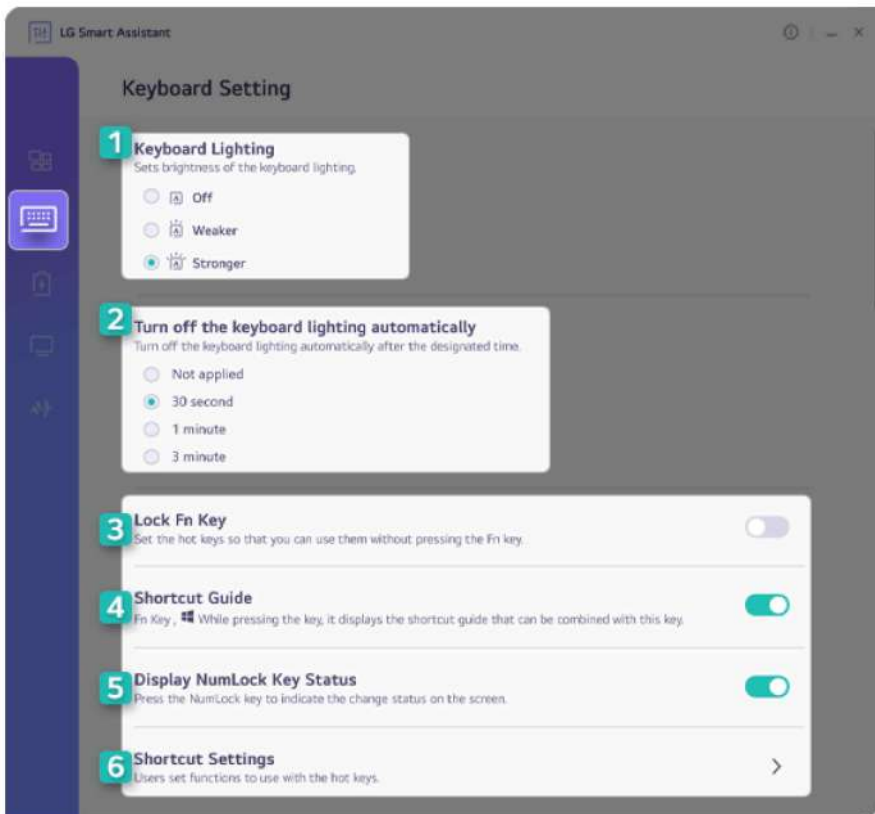 LG Smart Assistant
Keyboard Setting
1
Keyboard Lighting
Sets brightness of the keyboard lighting.
A Off
A Weaker
A Stronger
2
Turn off the keyboard lighting automatically
Turn off the keyboard lighting automatically after the designated time.
Not applied
30 second
1 minute
3 minute
3
Lock Fn Key
Set the hot keys so that you can use them without pressing the Fn key.
4
Shortcut Guide
Fn Key , While pressing the key, it displays the shortcut guide that can be combined with this key.
5
Display NumLock Key Status
Press the NumLock key to indicate the change status on the screen.
6
Shortcut Settings
Users set functions to use with the hot keys.